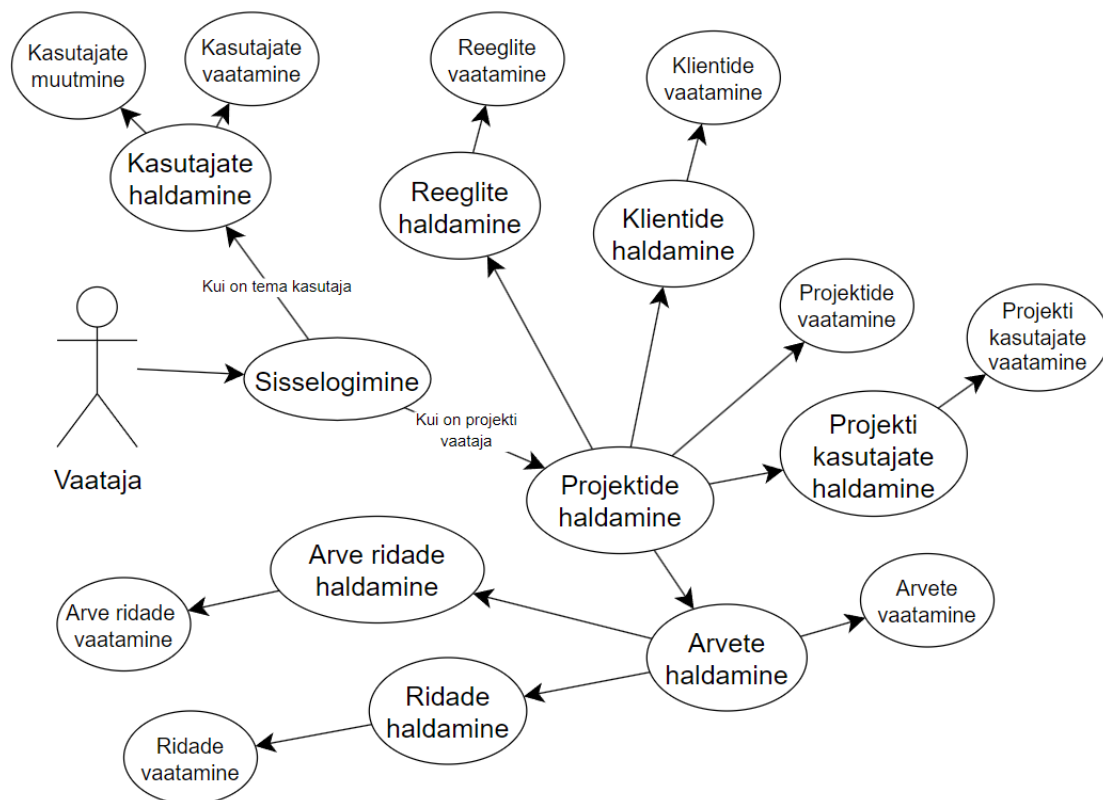 Kasutajate
muutmine
Kasutajate
vaatamine
Reeglite
vaatamine
Klientide
vaatamine
Kasutajate
haldamine
Reeglite
haldamine
Klientide
haldamine
Kui on tema kasutaja
Projektide
vaatamine
Projekti
kasutajate
vaatamine
Sisselogimine
Kui on projekti
vaataja
Vaataja
Projekti
kasutajate
haldamine
Projektide
haldamine
Arve ridade
haldamine
Arve ridade
vaatamine
Arvete
vaatamine
Arvete
haldamine
Ridade
haldamine
Ridade
vaatamine